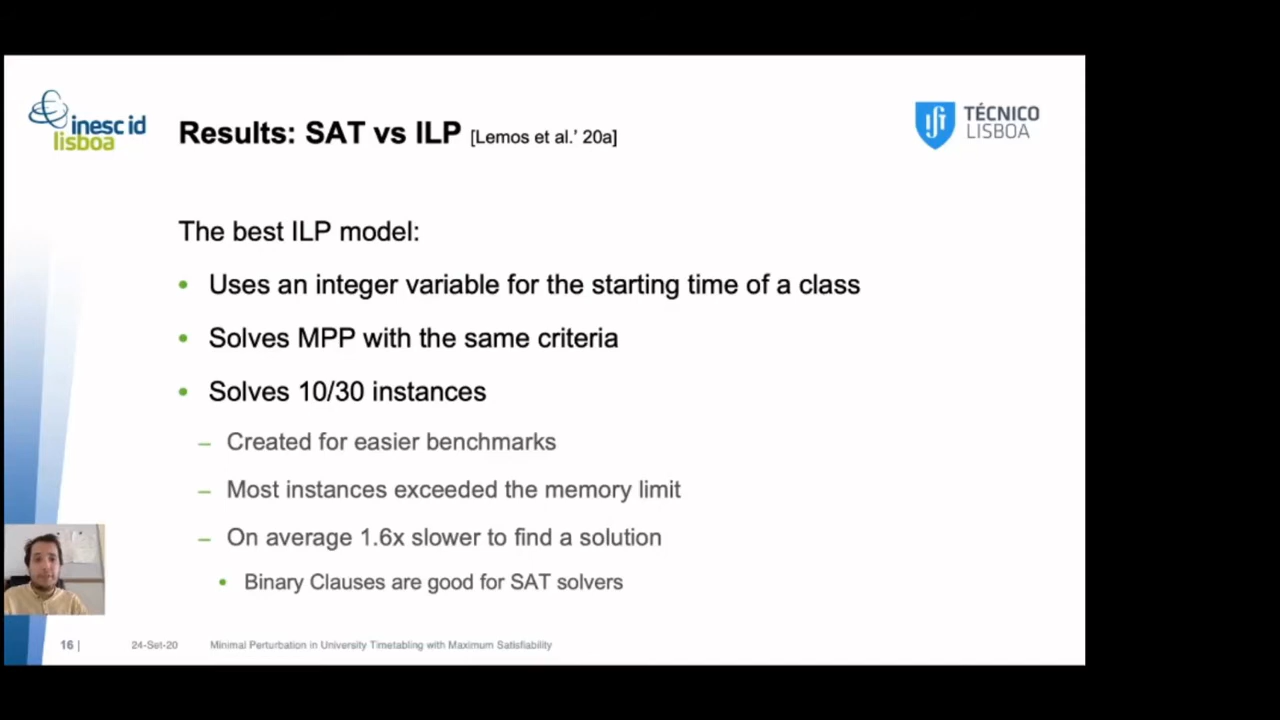 inesc id
lisboa
Results: SAT vs ILP [Lemos et al.' 20a]
TÉCNICO
LISBOA
The best ILP model:
• Uses an integer variable for the starting time of a class
• Solves MPP with the same criteria
• Solves 10/30 instances
– Created for easier benchmarks
– Most instances exceeded the memory limit
– On average 1.6x slower to find a solution
• Binary Clauses are good for SAT solvers
16 | 24-Set-20 Minimal Perturbation in University Timetabling with Maximum Satisfiability